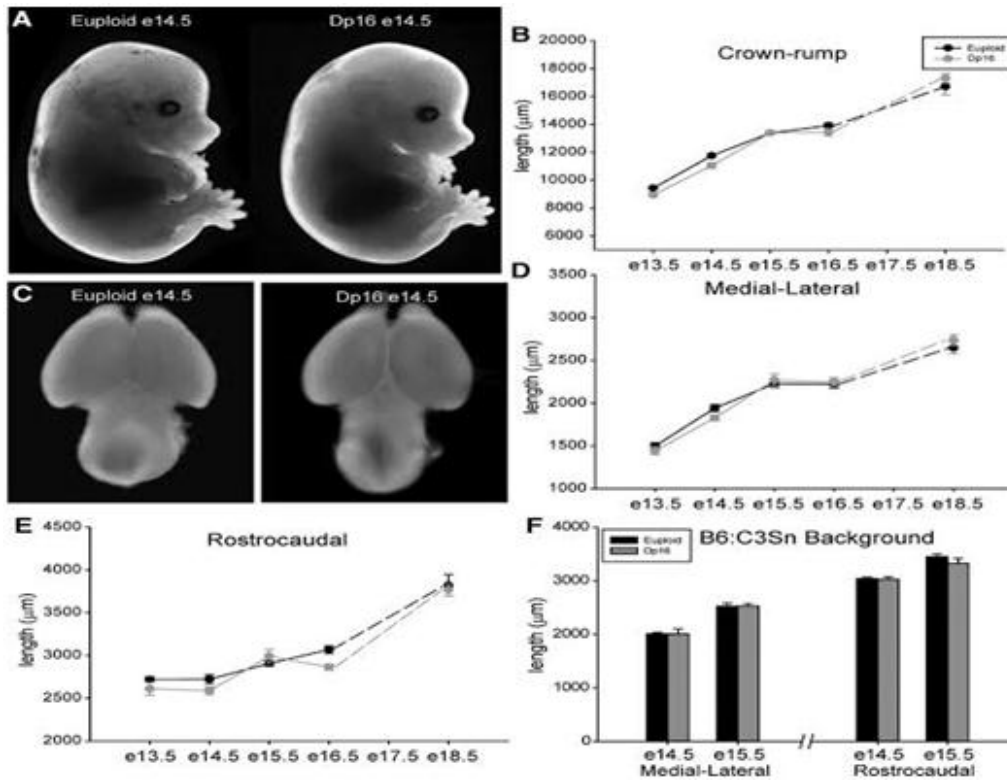 A
Euploid e14.5
Dp16 e14.5
B
Crown-rump
Euploid
Dp16
length (μm)
20000
18000
16000
14000
12000
10000
8000
6000
e13.5 e14.5 e15.5 e16.5 e17.5 e18.5
C
Euploid e14.5
Dp16 e14.5
D
Medial-Lateral
length (μm)
3500
3000
2500
2000
1500
1000
e13.5 e14.5 e15.5 e16.5 e17.5 e18.5
E
Rostrocaudal
length (μm)
4500
4000
3500
3000
2500
2000
e13.5 e14.5 e15.5 e16.5 e17.5 e18.5
F
B6:C3Sn Background
Euploid
Dp16
length (μm)
4000
3000
2000
1000
0
e14.5 e15.5 // e14.5 e15.5
Medial-Lateral Rostrocaudal